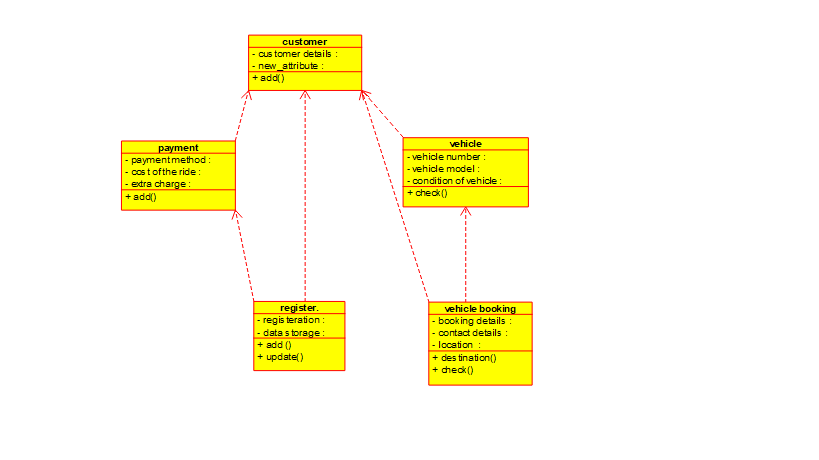 customer
- customer details :
- new_attribute :
+ add()
payment
- payment method :
- cost of the ride :
- extra charge :
+ add()
vehicle
- vehicle number :
- vehicle model :
- condition of vehicle :
+ check()
register.
- registeration :
- data storage :
+ add ()
+ update()
vehicle booking
- booking details :
- contact details :
- location :
+ destination()
+ check()